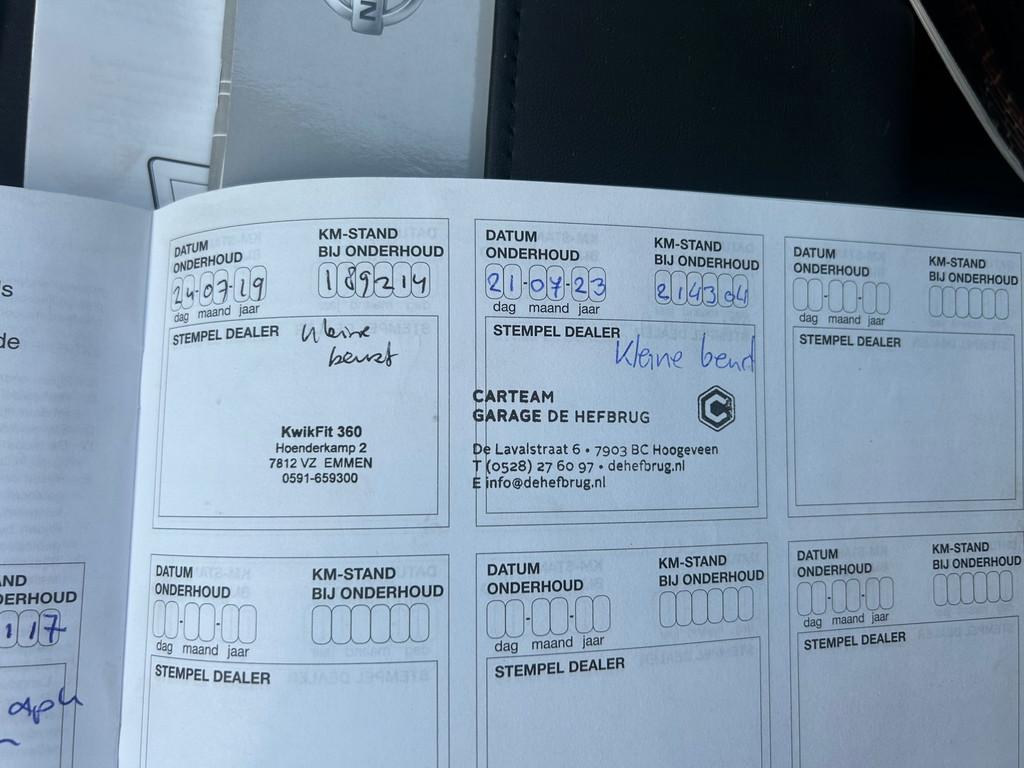 N
DATUM
ONDERHOUD
KM-STAND
BIJ ONDERHOUD
24-07-19
189214
dag maand jaar
STEMPEL DEALER
Kleine
beurt
KwikFit 360
Hoenderkamp 2
7812 VZ EMMEN
0591-659300
DATUM
ONDERHOUD
KM-STAND
BIJ ONDERHOUD
21-07-23
214304
dag maand jaar
STEMPEL DEALER
Kleine beurt
CARTEAM
GARAGE DE HEFBRUG
De Lavalstraat 6 • 7903 BC Hoogeveen
T (0528) 27 60 97 • dehefbrug.nl
E info@dehefbrug.nl
DATUM
ONDERHOUD
KM-STAND
BIJ ONDERHOUD
dag maand jaar
STEMPEL DEALER
DATUM
ONDERHOUD
KM-STAND
BIJ ONDERHOUD
dag maand jaar
STEMPEL DEALER
DATUM
ONDERHOUD
KM-STAND
BIJ ONDERHOUD
dag maand jaar
STEMPEL DEALER
DATUM
ONDERHOUD
KM-STAND
BIJ ONDERHOUD
dag maand jaar
STEMPEL DEALER
's
de
AND
DERHOUD
117